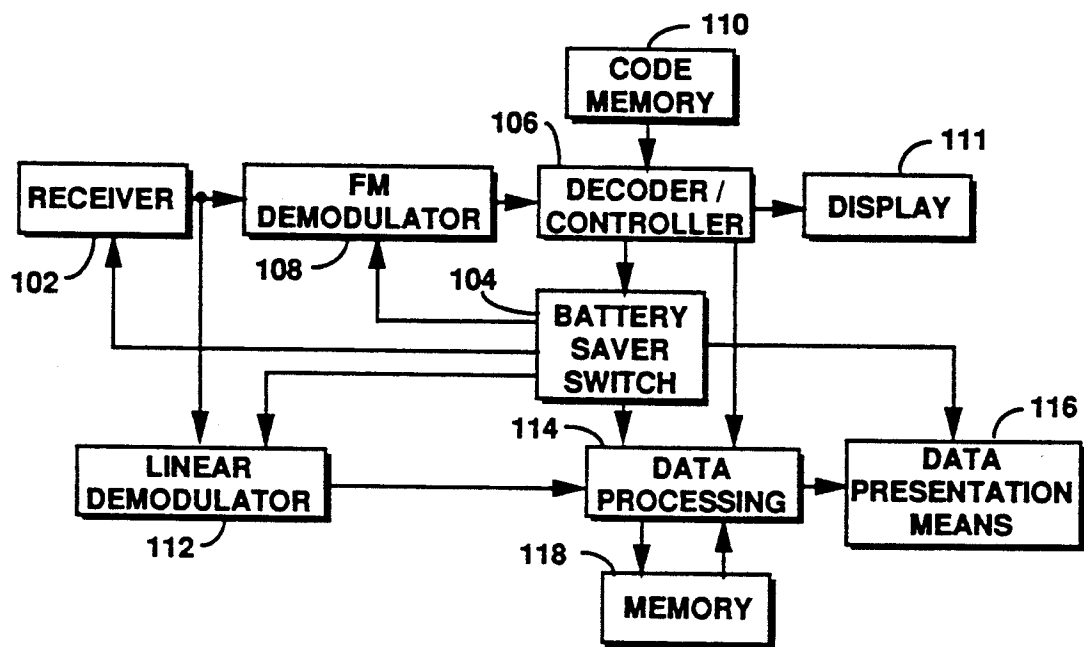 110
CODE
MEMORY
106
111
RECEIVER
FM
DEMODULATOR
DECODER /
CONTROLLER
DISPLAY
102
108
104
BATTERY
SAVER
SWITCH
114
116
LINEAR
DEMODULATOR
DATA
PROCESSING
DATA
PRESENTATION
MEANS
112
118
MEMORY